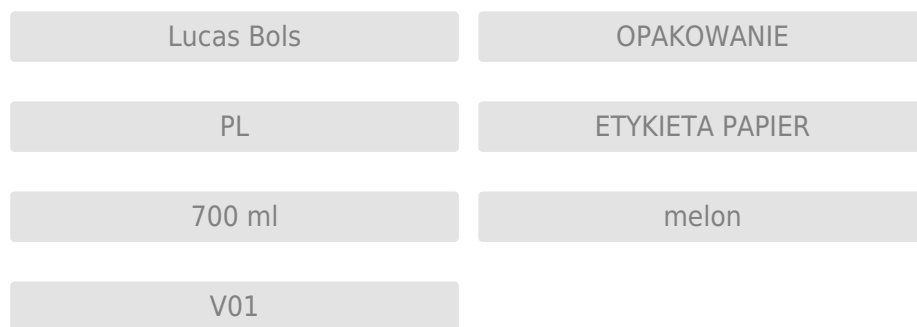 Lucas Bols
OPAKOWANIE
PL
ETYKIETA PAPIER
700 ml
melon
V01